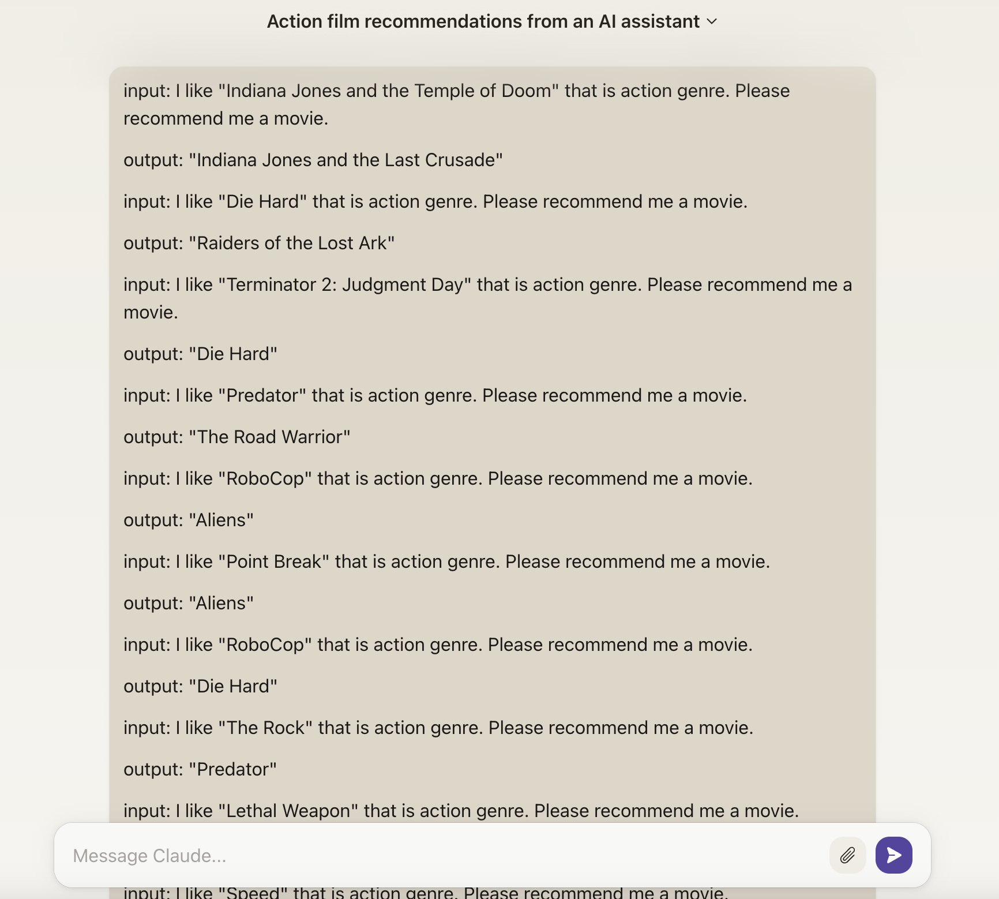 Action film recommendations from an AI assistant
input: I like "Indiana Jones and the Temple of Doom" that is action genre. Please
recommend me a movie.
output: "Indiana Jones and the Last Crusade"
input: I like "Die Hard" that is action genre. Please recommend me a movie.
output: "Raiders of the Lost Ark"
input: I like "Terminator 2: Judgment Day" that is action genre. Please recommend me a
movie.
output: "Die Hard"
input: I like "Predator" that is action genre. Please recommend me a movie.
output: "The Road Warrior"
input: I like "RoboCop" that is action genre. Please recommend me a movie.
output: "Aliens"
input: I like "Point Break" that is action genre. Please recommend me a movie.
output: "Aliens"
input: I like "RoboCop" that is action genre. Please recommend me a movie.
output: "Die Hard"
input: I like "The Rock" that is action genre. Please recommend me a movie.
output: "Predator"
input: I like "Lethal Weapon" that is action genre. Please recommend me a movie.
Message Claude...
input: I like "Speed" that is action genre. Please recommend me a movie.